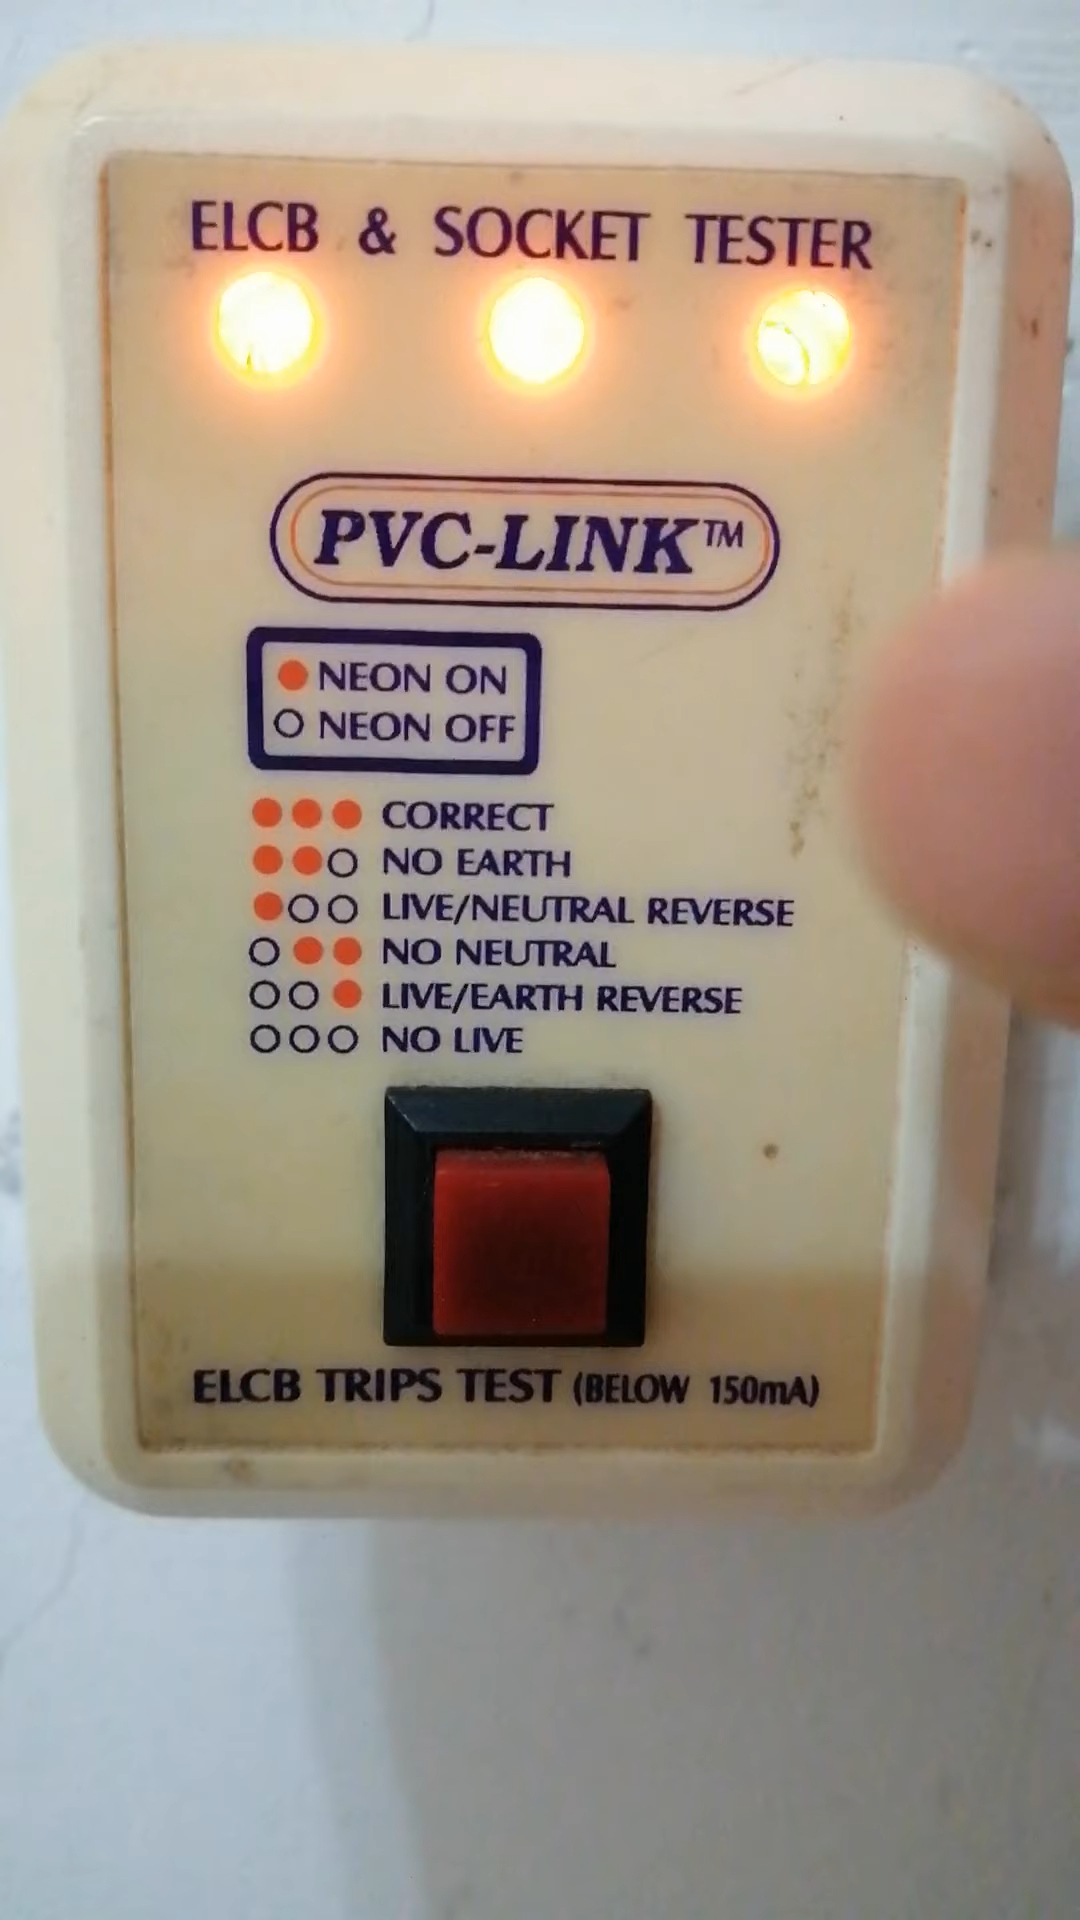 ELCB & SOCKET TESTER
PVC-LINK™
NEON ON
NEON OFF
CORRECT
NO EARTH
LIVE/NEUTRAL REVERSE
NO NEUTRAL
LIVE/EARTH REVERSE
NO LIVE
ELCB TRIPS TEST (BELOW 150mA)